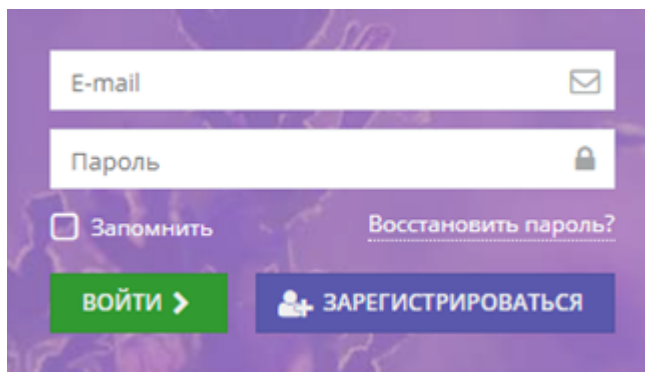 E-mail
Пароль
Запомнить Восстановить пароль?
ВОЙТИ ЗАРЕГИСТРИРОВАТЬСЯ